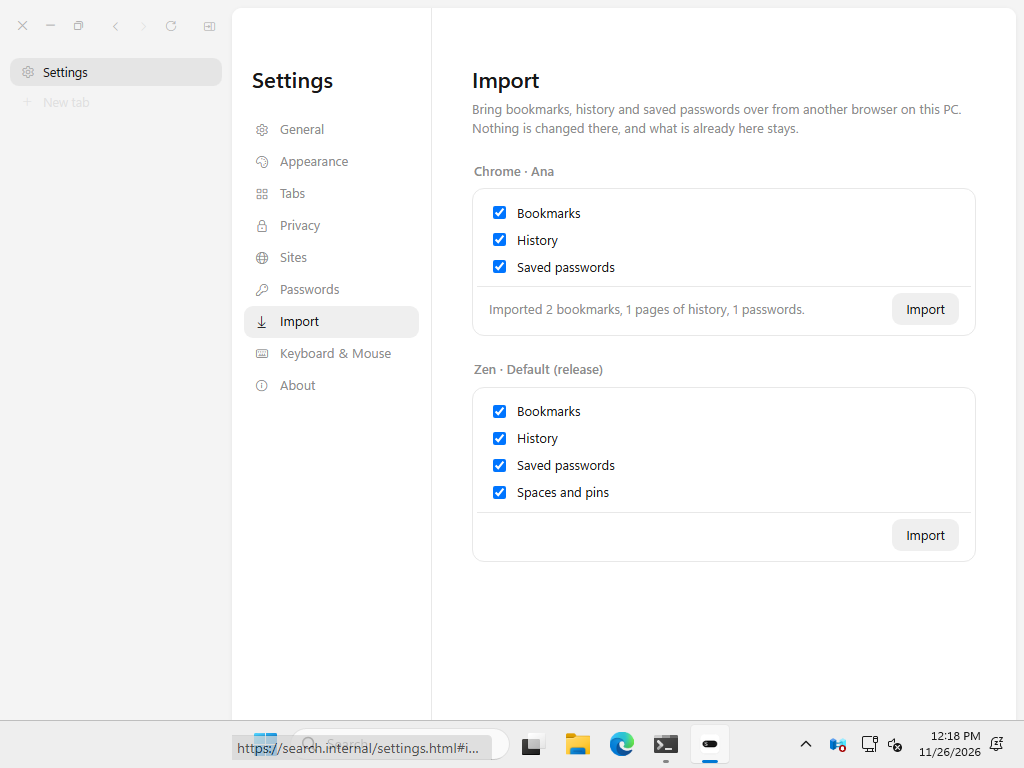 Settings
New tab
Settings
General
Appearance
Tabs
Privacy
Sites
Passwords
Import
Keyboard & Mouse
About
Import
Bring bookmarks, history and saved passwords over from another browser on this PC.
Nothing is changed there, and what is already here stays.
Chrome · Ana
Bookmarks
History
Saved passwords
Imported 2 bookmarks, 1 pages of history, 1 passwords.
Import
Zen · Default (release)
Bookmarks
History
Saved passwords
Spaces and pins
Import
https://search.internal/settings.html#i...
Search
12:18 PM
11/26/2026